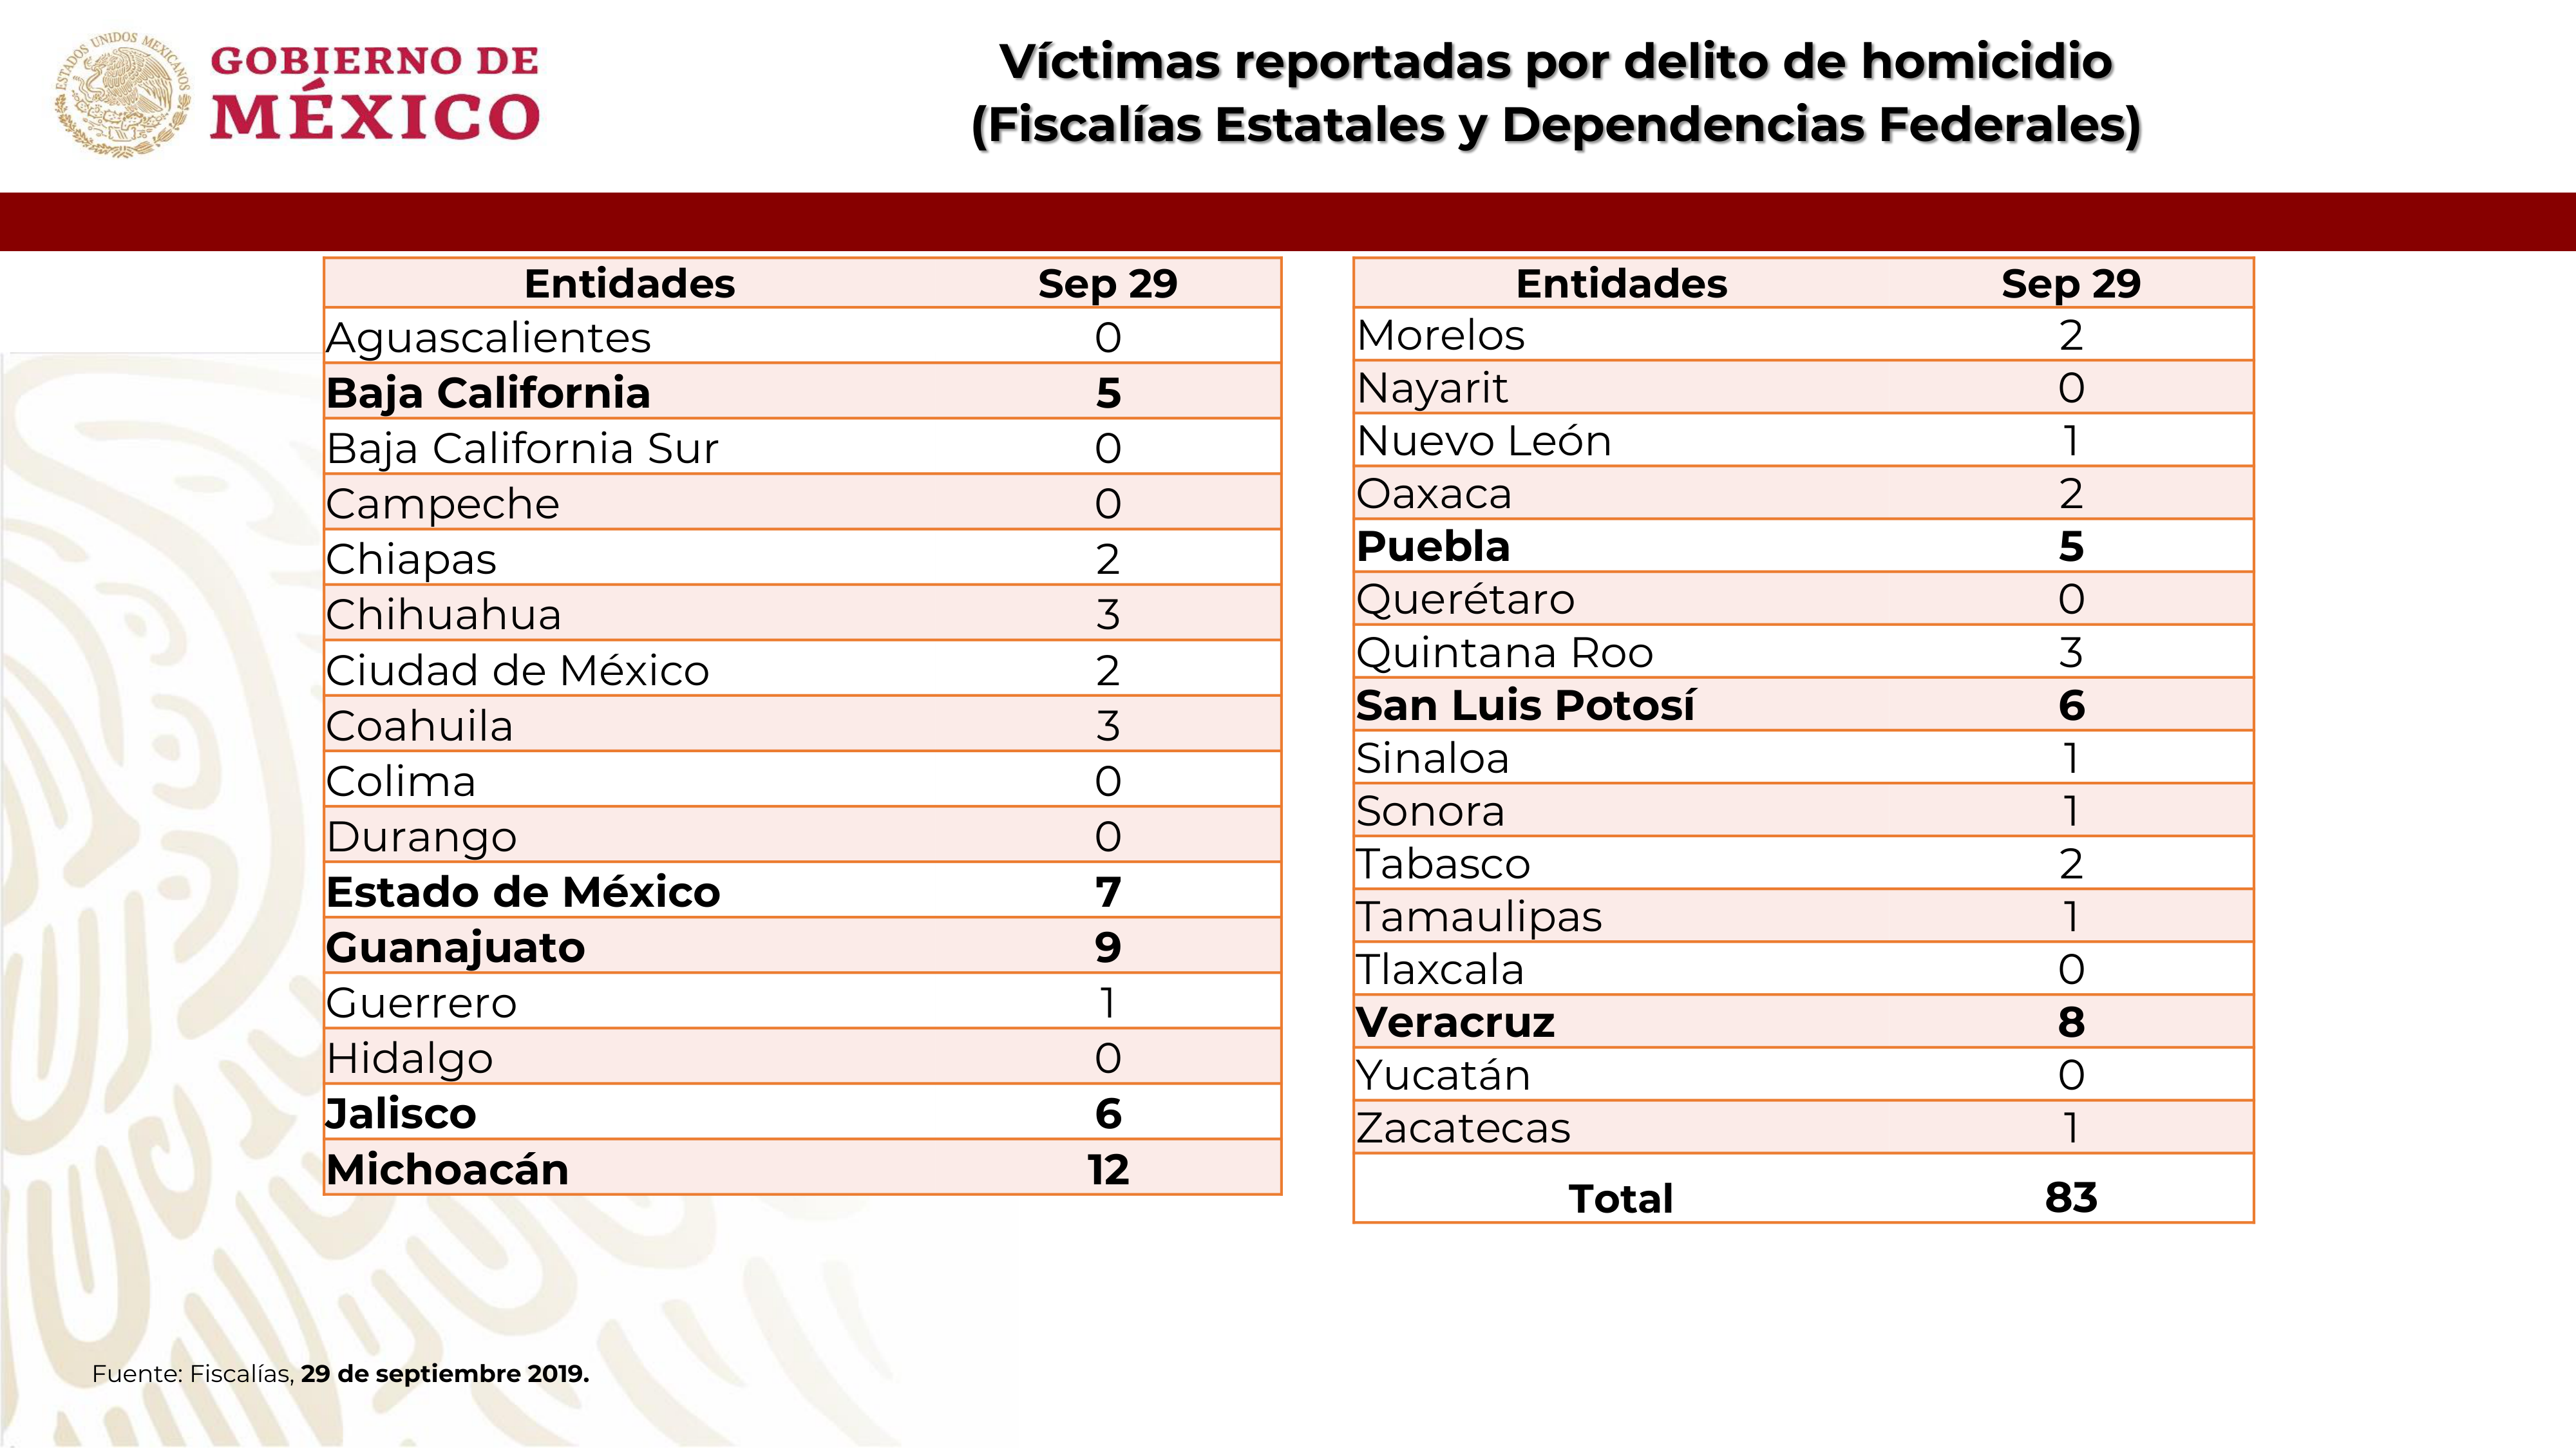 ESTADOS UNIDOS MEXICANOS
GOBIERNO DE
MÉXICO
Víctimas reportadas por delito de homicidio
(Fiscalías Estatales y Dependencias Federales)
Entidades Sep 29
Aguascalientes 0
Baja California 5
Baja California Sur 0
Campeche 0
Chiapas 2
Chihuahua 3
Ciudad de México 2
Coahuila 3
Colima 0
Durango 0
Estado de México 7
Guanajuato 9
Guerrero 1
Hidalgo 0
Jalisco 6
Michoacán 12
Entidades Sep 29
Morelos 2
Nayarit 0
Nuevo León 1
Oaxaca 2
Puebla 5
Querétaro 0
Quintana Roo 3
San Luis Potosí 6
Sinaloa 1
Sonora 1
Tabasco 2
Tamaulipas 1
Tlaxcala 0
Veracruz 8
Yucatán 0
Zacatecas 1
Total 83
Fuente: Fiscalías, 29 de septiembre 2019.